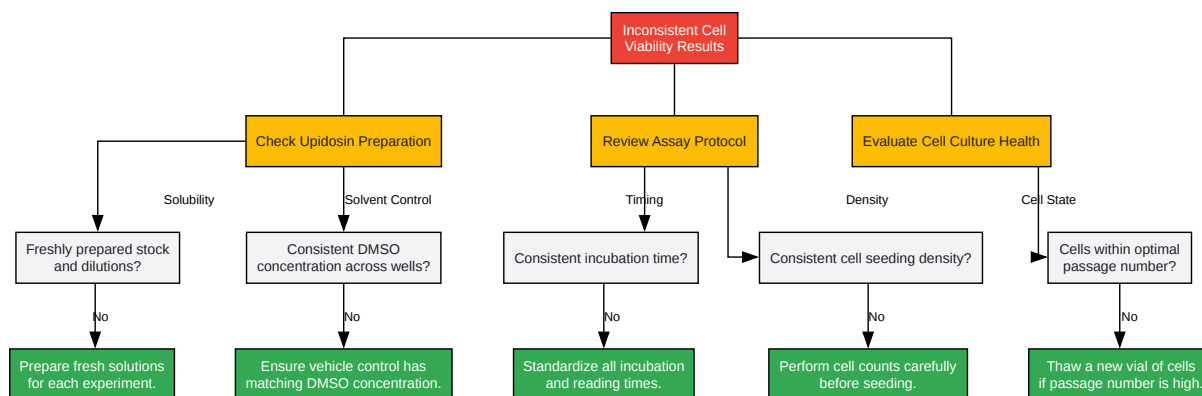 Inconsistent Cell
Viability Results
Check Upidosin Preparation
Review Assay Protocol
Evaluate Cell Culture Health
Solubility
Solvent Control
Timing
Density
Cell State
Freshly prepared stock
and dilutions?
Consistent DMSO
concentration across wells?
Consistent incubation time?
Consistent cell seeding density?
Cells within optimal
passage number?
No
No
No
No
No
Prepare fresh solutions
for each experiment.
Ensure vehicle control has
matching DMSO concentration.
Standardize all incubation
and reading times.
Perform cell counts carefully
before seeding.
Thaw a new vial of cells
if passage number is high.